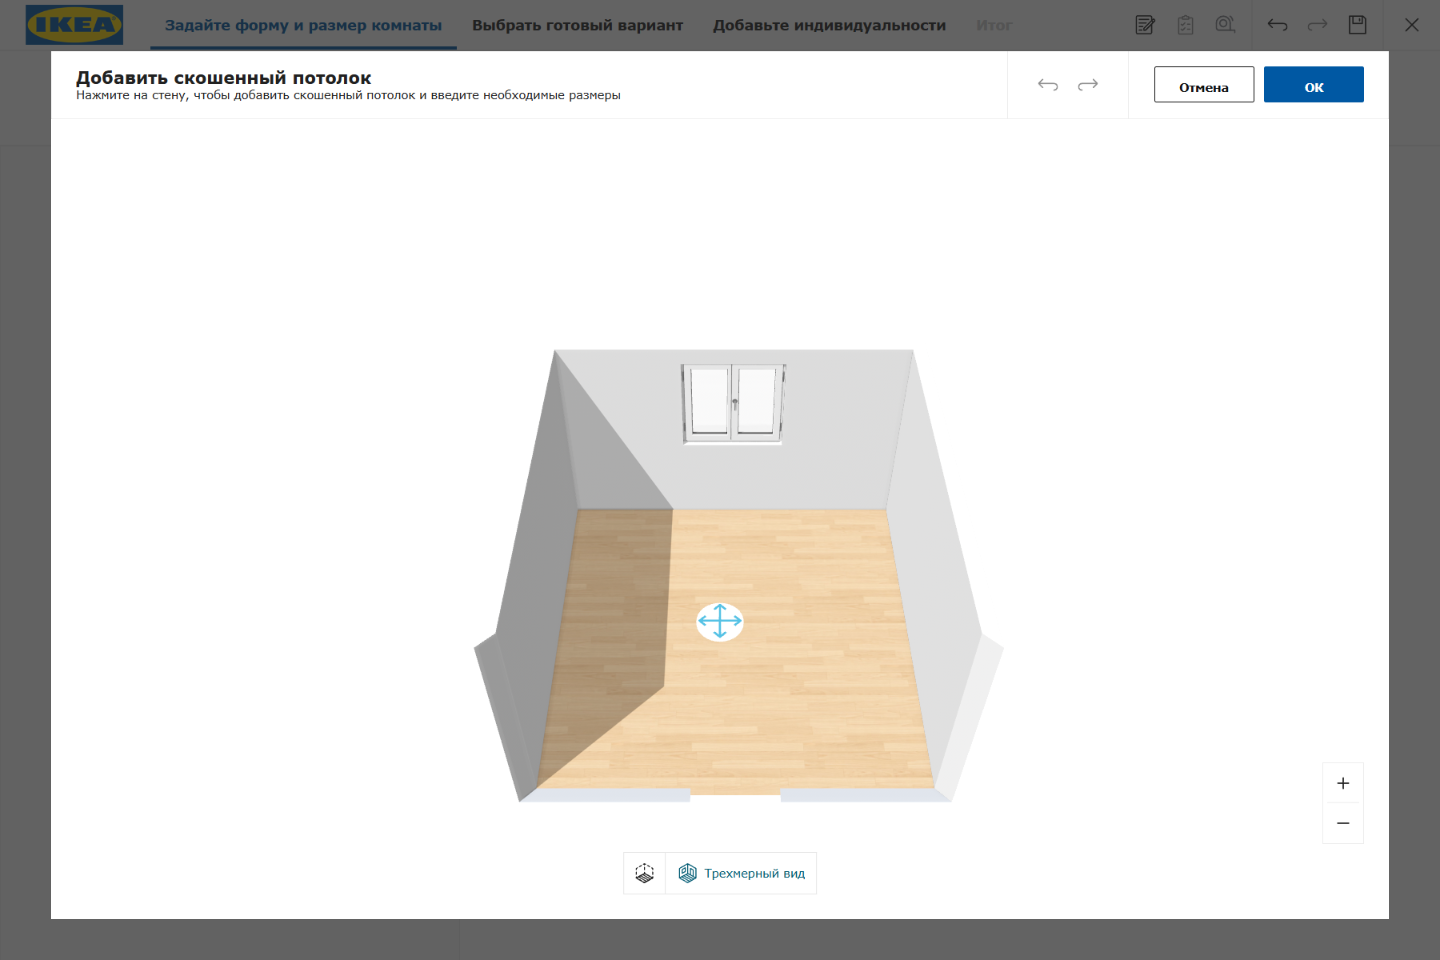 IKEA
Задайте форму и размер комнаты
Выбрать готовый вариант
Добавьте индивидуальности
Итог
Добавить скошенный потолок
Нажмите на стену, чтобы добавить скошенный потолок и введите необходимые размеры
Отмена
ОК
Трехмерный вид